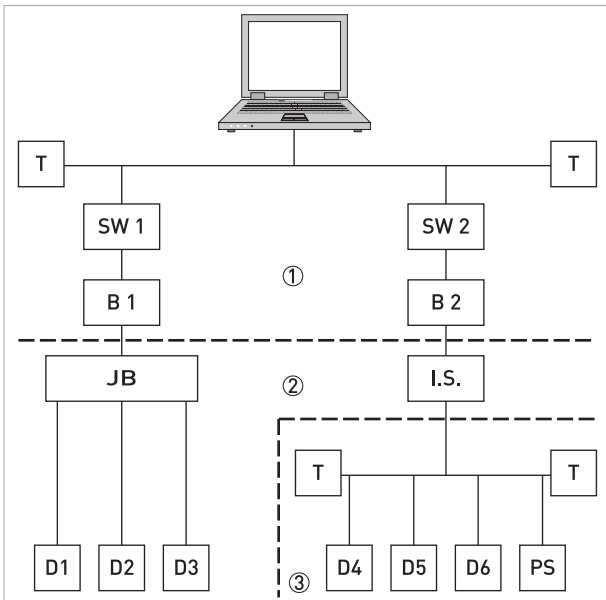 T T
SW 1 SW 2
①
B 1 B 2
JB ② I.S.
T T
D1 D2 D3 ③ D4 D5 D6 PS